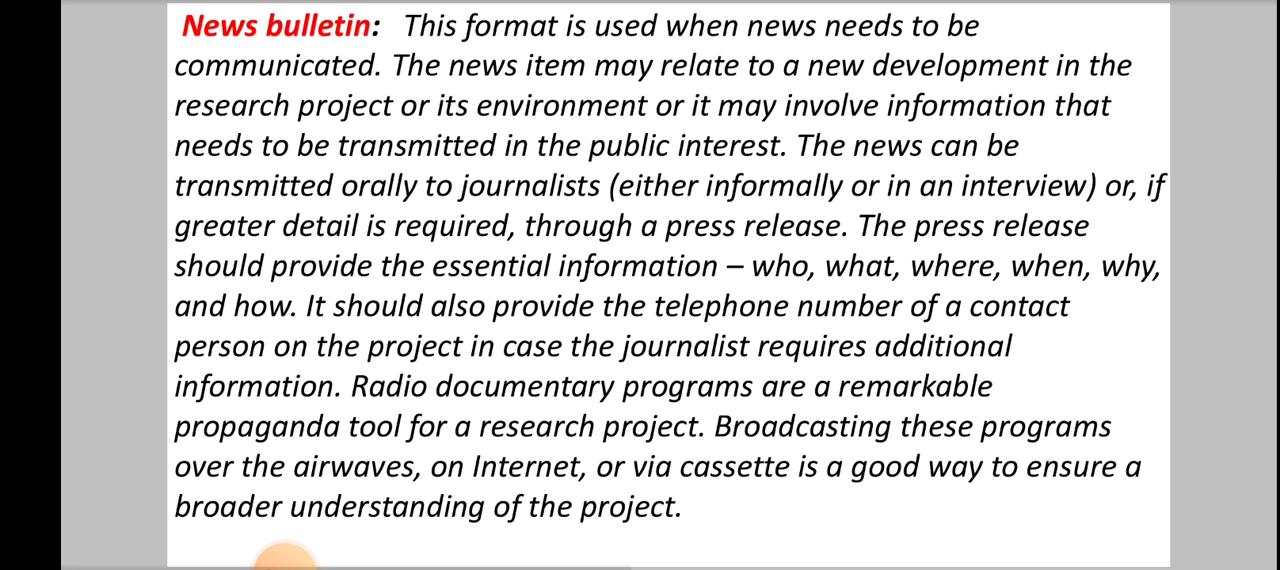 News bulletin: This format is used when news needs to be
communicated. The news item may relate to a new development in the
research project or its environment or it may involve information that
needs to be transmitted in the public interest. The news can be
transmitted orally to journalists (either informally or in an interview) or, if
greater detail is required, through a press release. The press release
should provide the essential information – who, what, where, when, why,
and how. It should also provide the telephone number of a contact
person on the project in case the journalist requires additional
information. Radio documentary programs are a remarkable
propaganda tool for a research project. Broadcasting these programs
over the airwaves, on Internet, or via cassette is a good way to ensure a
broader understanding of the project.